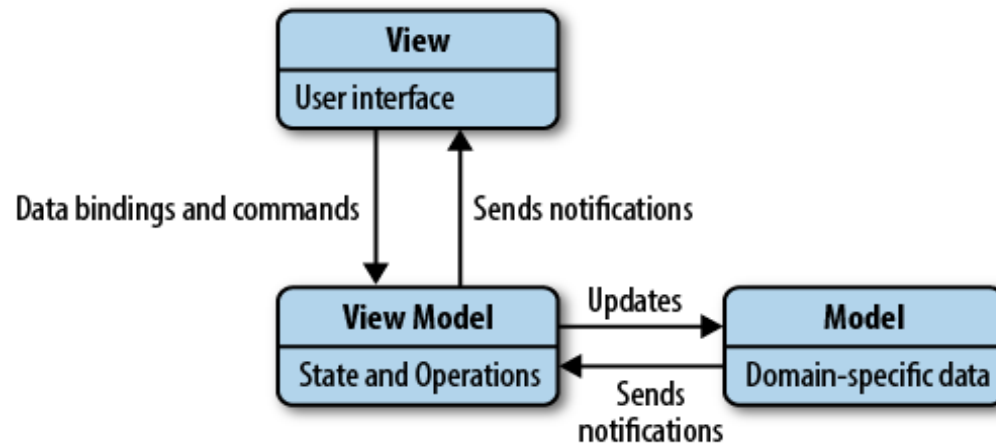 View
User interface
Data bindings and commands
Sends notifications
View Model
State and Operations
Updates
Sends
notifications
Model
Domain-specific data